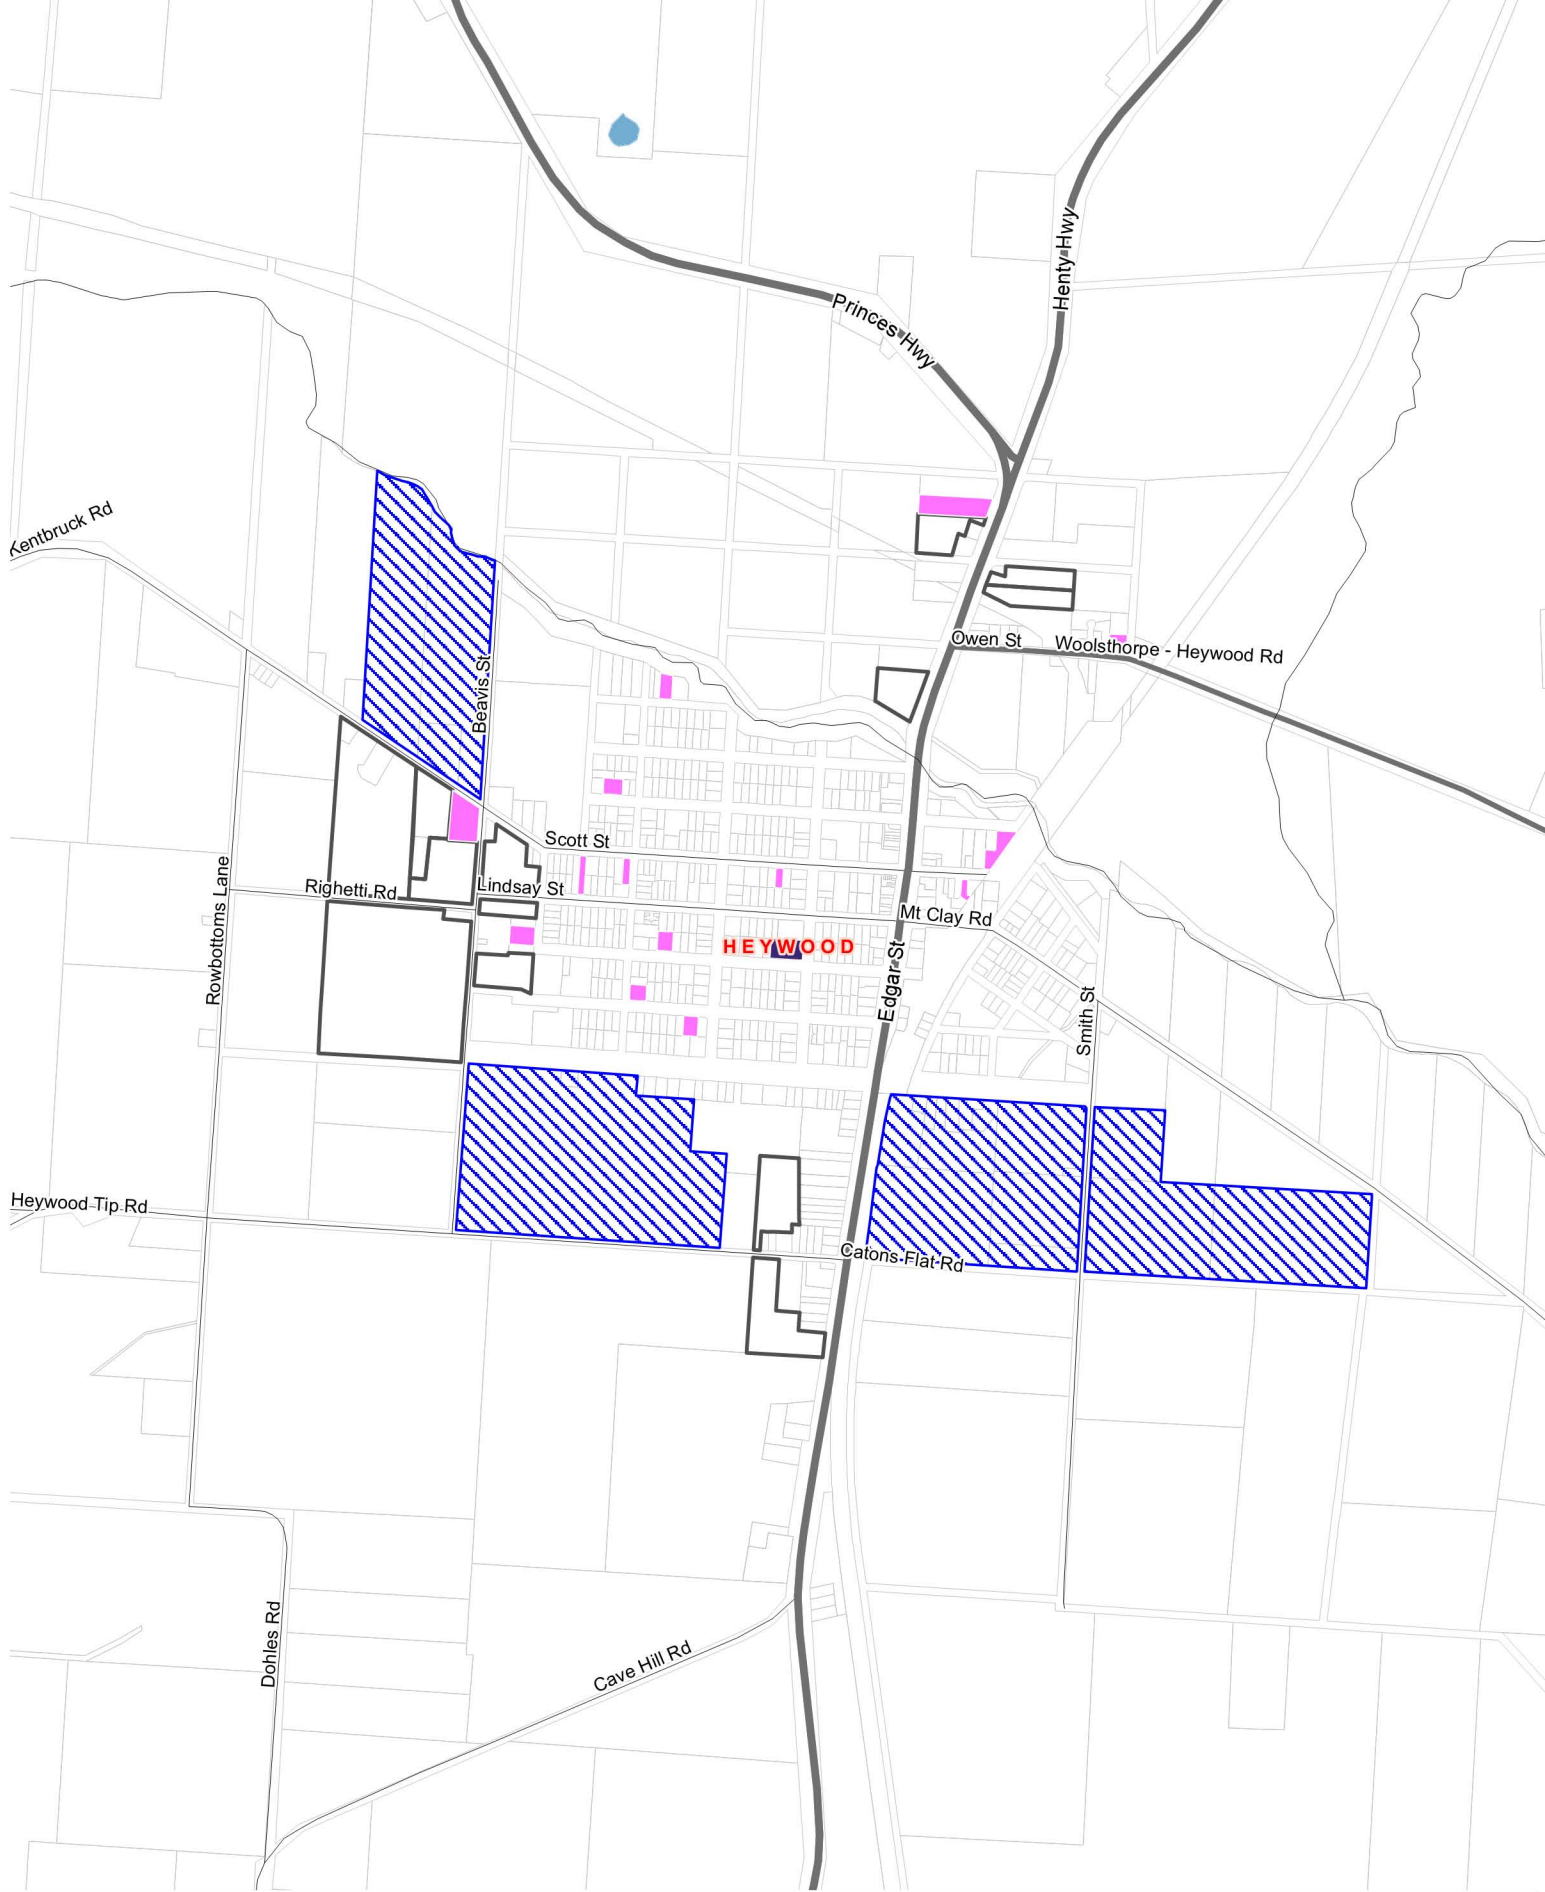 Henty Hwy
Princes Hwy
Kentbruck Rd
Owen St
Woolsthorpe - Heywood Rd
Beavis St
Scott St
Rowbottoms Lane
Righetti Rd
Lindsay St
Mt Clay Rd
HEYWOOD
Edgar St
Smith St
Heywood Tip Rd
Catons Flat Rd
Dohles Rd
Cave Hill Rd